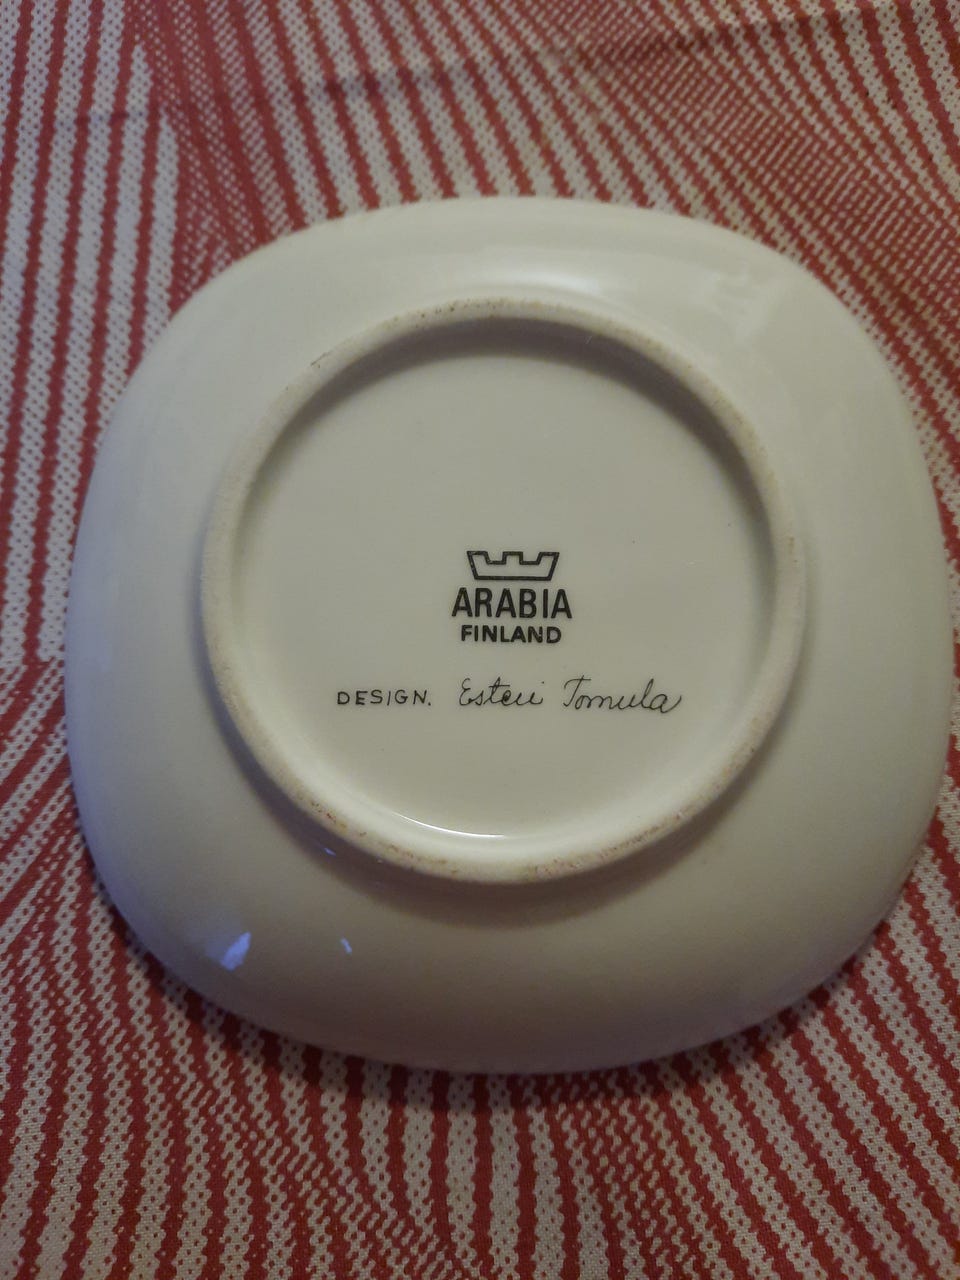 ARABIA
FINLAND
DESIGN. Esteri Tomula